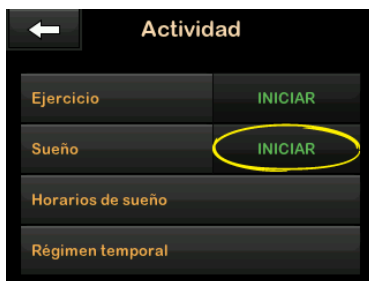 Actividad
Ejercicio INICIAR
Sueño INICIAR
Horarios de sueño
Régimen temporal